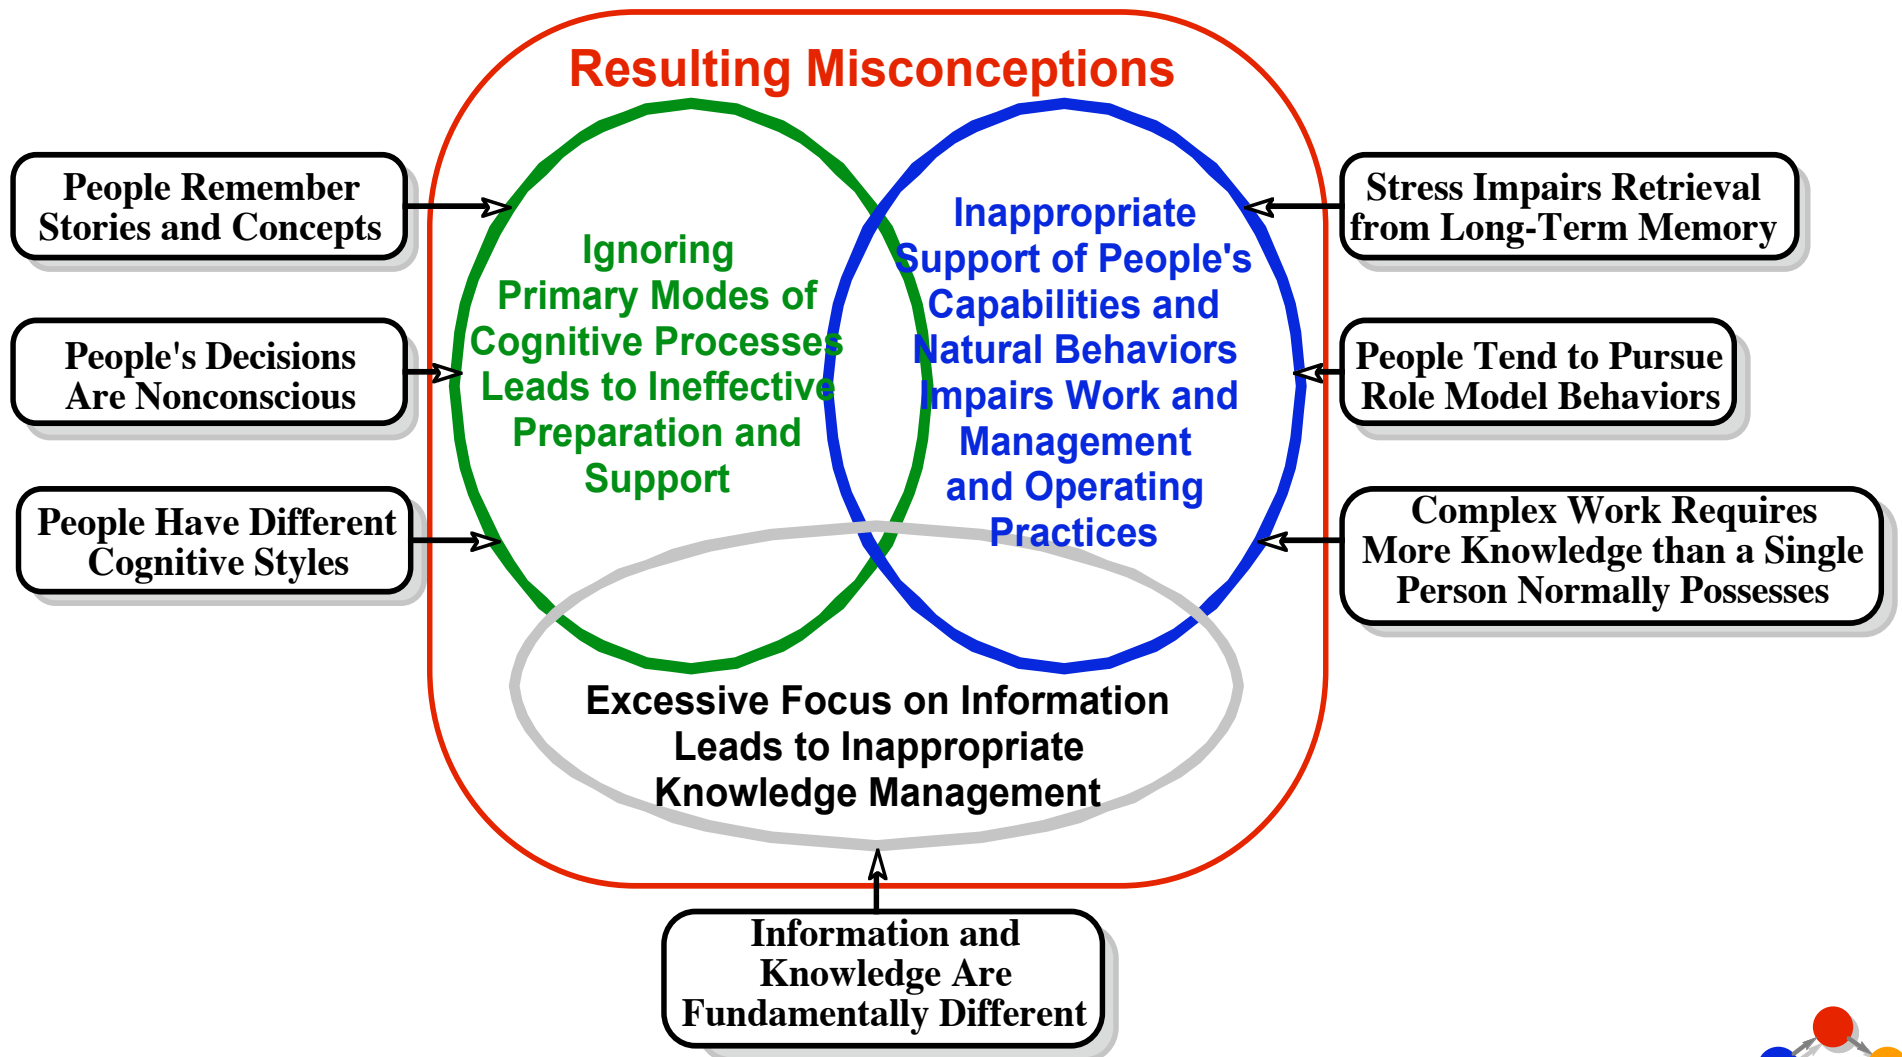 Resulting Misconceptions
People Remember
Stories and Concepts
People's Decisions
Are Nonconscious
People Have Different
Cognitive Styles
Ignoring
Primary Modes of
Cognitive Processes
Leads to Ineffective
Preparation and
Support
Inappropriate
Support of People's
Capabilities and
Natural Behaviors
Impairs Work and
Management
and Operating
Practices
Stress Impairs Retrieval
from Long-Term Memory
People Tend to Pursue
Role Model Behaviors
Complex Work Requires
More Knowledge than a Single
Person Normally Possesses
Excessive Focus on Information
Leads to Inappropriate
Knowledge Management
Information and
Knowledge Are
Fundamentally Different